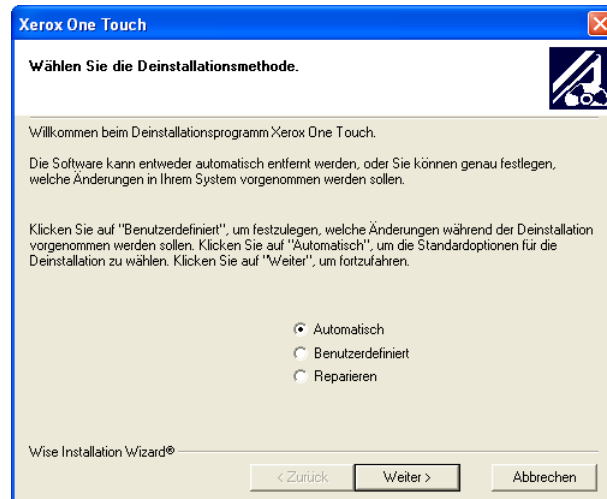 Xerox One Touch
Wählen Sie die Deinstallationsmethode.
Willkommen beim Deinstallationsprogramm Xerox One Touch.
Die Software kann entweder automatisch entfernt werden, oder Sie können genau festlegen,
welche Änderungen in Ihrem System vorgenommen werden sollen.
Klicken Sie auf "Benutzerdefiniert", um festzulegen, welche Änderungen während der Deinstallation
vorgenommen werden sollen. Klicken Sie auf "Automatisch", um die Standardoptionen für die
Deinstallation zu wählen. Klicken Sie auf "Weiter", um fortzufahren.
Automatisch
Benutzerdefiniert
Reparieren
Wise Installation Wizard®
< Zurück Weiter > Abbrechen